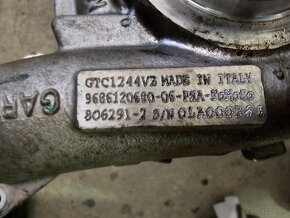 GAR
GTC1244VZ MADE IN ITALY
9686120680-06-PSA-FoMoCo
806291-2 S/N